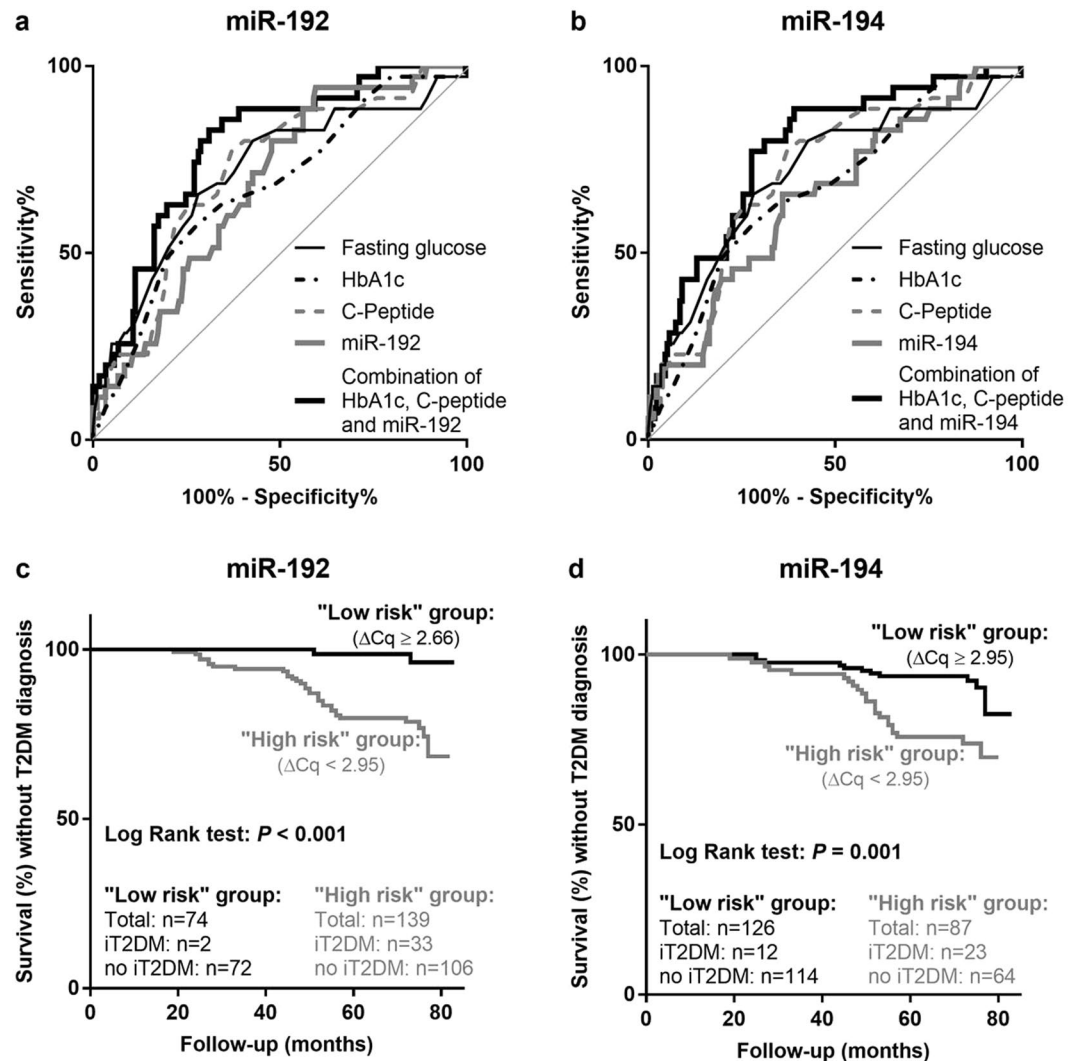 a
miR-192
100
50
0
Sensitivity%
Fasting glucose
HbA1c
C-Peptide
miR-192
Combination of
HbA1c, C-peptide
and miR-192
0 50 100
100% - Specificity%
b
miR-194
100
50
0
Sensitivity%
Fasting glucose
HbA1c
C-Peptide
miR-194
Combination of
HbA1c, C-peptide
and miR-194
0 50 100
100% - Specificity%
c
miR-192
Survival (%) without T2DM diagnosis
100
50
0
"Low risk" group:
(ΔCq ≥ 2.66)
"High risk" group:
(ΔCq < 2.95)
Log Rank test: P < 0.001
"Low risk" group:
Total: n=74
iT2DM: n=2
no iT2DM: n=72
"High risk" group:
Total: n=139
iT2DM: n=33
no iT2DM: n=106
0 20 40 60 80
Follow-up (months)
d
miR-194
Survival (%) without T2DM diagnosis
100
50
0
"Low risk" group:
(ΔCq ≥ 2.95)
"High risk" group:
(ΔCq < 2.95)
Log Rank test: P = 0.001
"Low risk" group:
Total: n=126
iT2DM: n=12
no iT2DM: n=114
"High risk" group:
Total: n=87
iT2DM: n=23
no iT2DM: n=64
0 20 40 60 80
Follow-up (months)